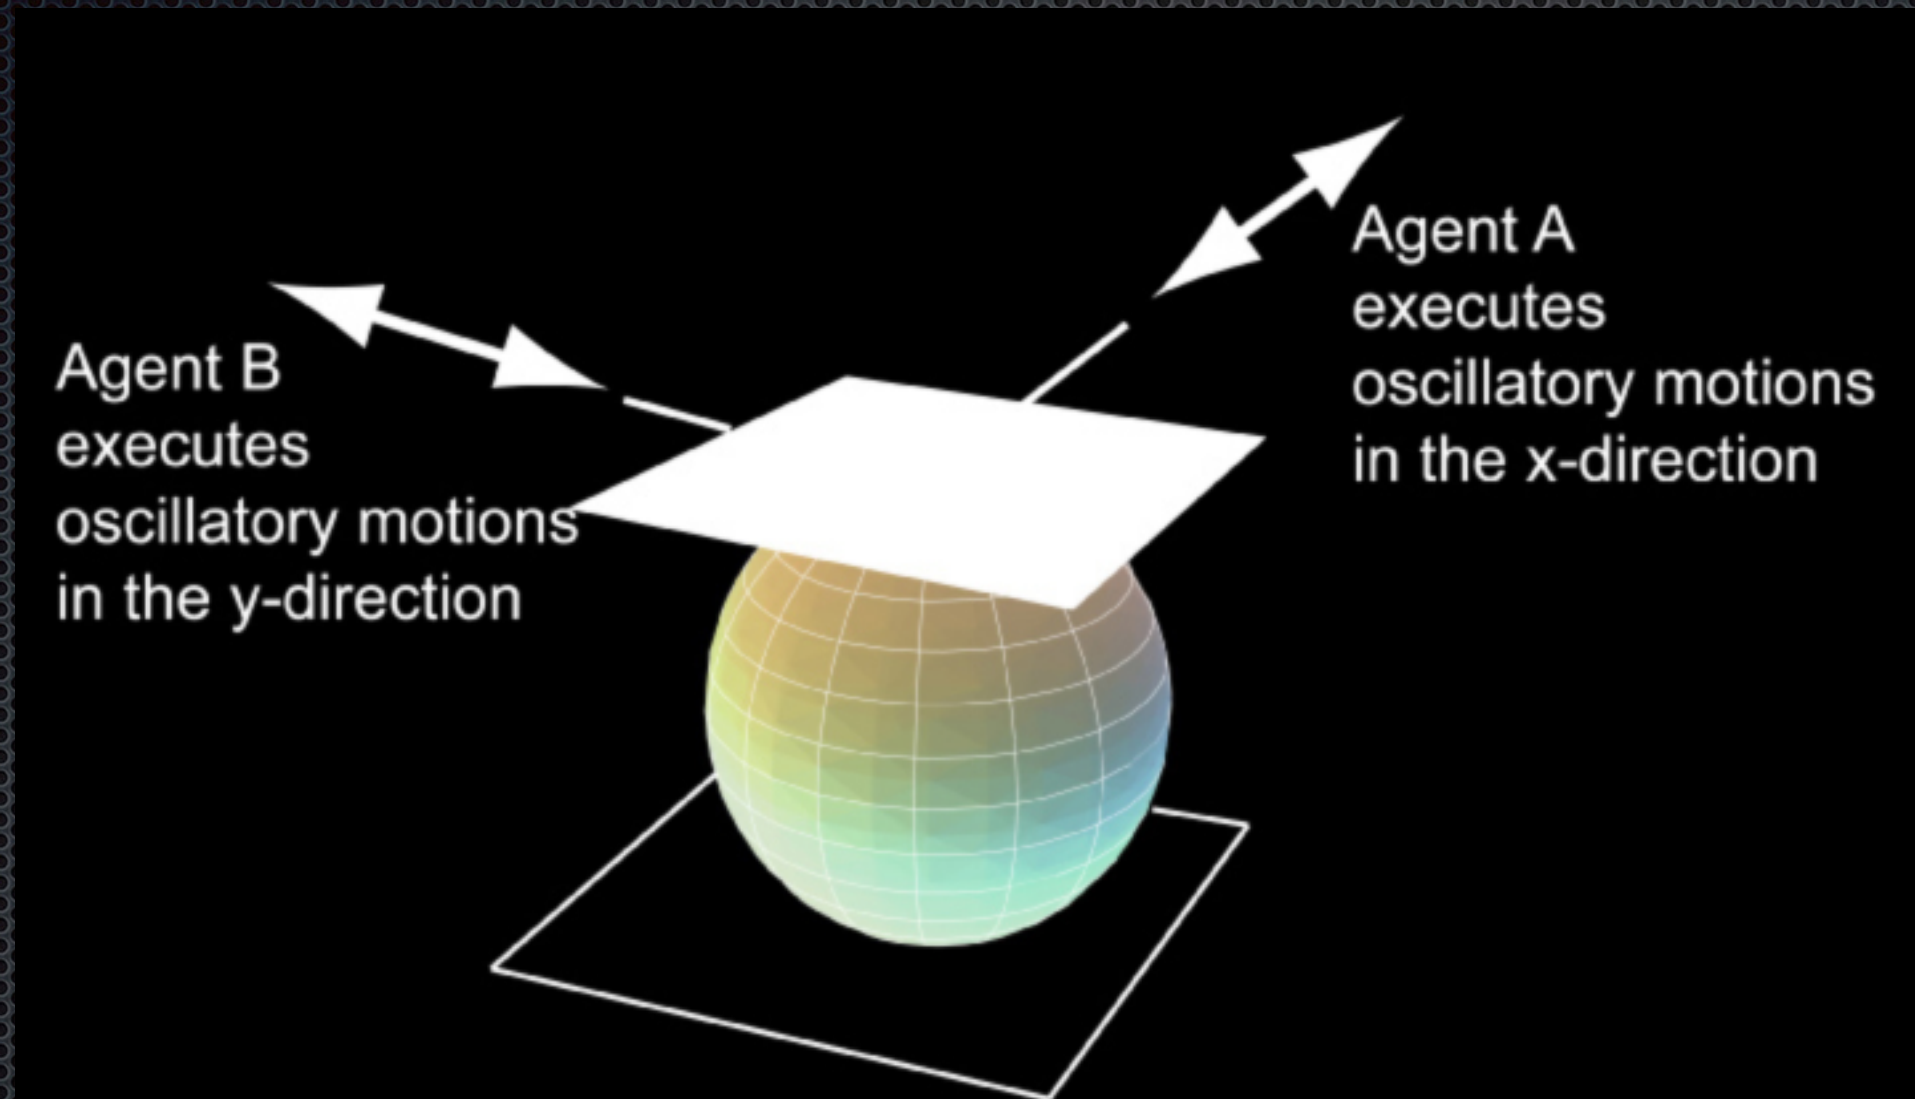 Agent A
executes
oscillatory motions
in the x-direction
Agent B
executes
oscillatory motions
in the y-direction